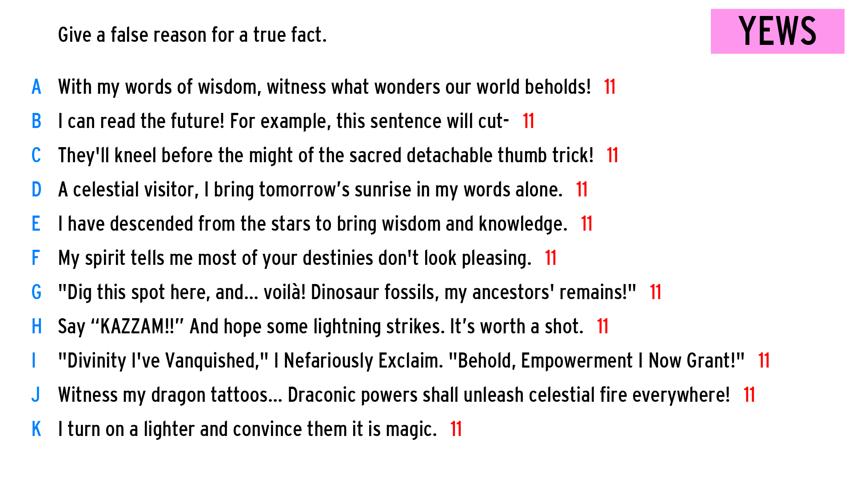 Give a false reason for a true fact.
YEWS
A With my words of wisdom, witness what wonders our world beholds! 11
B I can read the future! For example, this sentence will cut- 11
C They'll kneel before the might of the sacred detachable thumb trick! 11
D A celestial visitor, I bring tomorrow’s sunrise in my words alone. 11
E I have descended from the stars to bring wisdom and knowledge. 11
F My spirit tells me most of your destinies don't look pleasing. 11
G "Dig this spot here, and... voilà! Dinosaur fossils, my ancestors' remains!" 11
H Say “KAZZAM!!” And hope some lightning strikes. It’s worth a shot. 11
I "Divinity I've Vanquished," I Nefariously Exclaim. "Behold, Empowerment I Now Grant!" 11
J Witness my dragon tattoos... Draconic powers shall unleash celestial fire everywhere! 11
K I turn on a lighter and convince them it is magic. 11